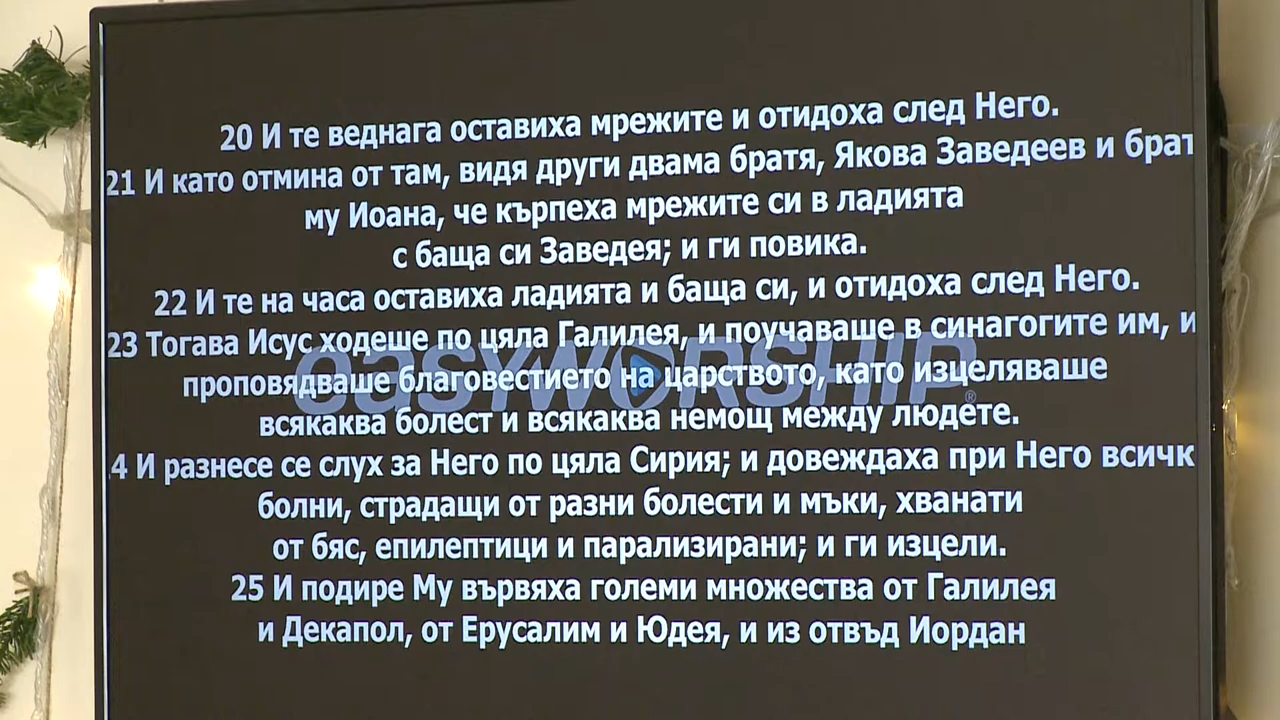 20 И те веднага оставиха мрежите и отидоха след Него.
21 И като отмина от там, видя други двама братя, Якова Заведеев и брат
му Иоана, че кърпеха мрежите си в ладията
с баща си Заведея; и ги повика.
22 И те на часа оставиха ладията и баща си, и отидоха след Него.
23 Тогава Исус ходеше по цяла Галилея, и поучаваше в синагогите им, и
easyworship®
проповядваше благовестието на царството, като изцеляваше
всякаква болест и всякаква немощ между людете.
4 И разнесе се слух за Него по цяла Сирия; и довеждаха при Него всичк
болни, страдащи от разни болести и мъки, хванати
от бяс, епилептици и парализирани; и ги изцели.
25 И подире Му вървяха големи множества от Галилея
и Декапол, от Ерусалим и Юдея, и из отвъд Иордан